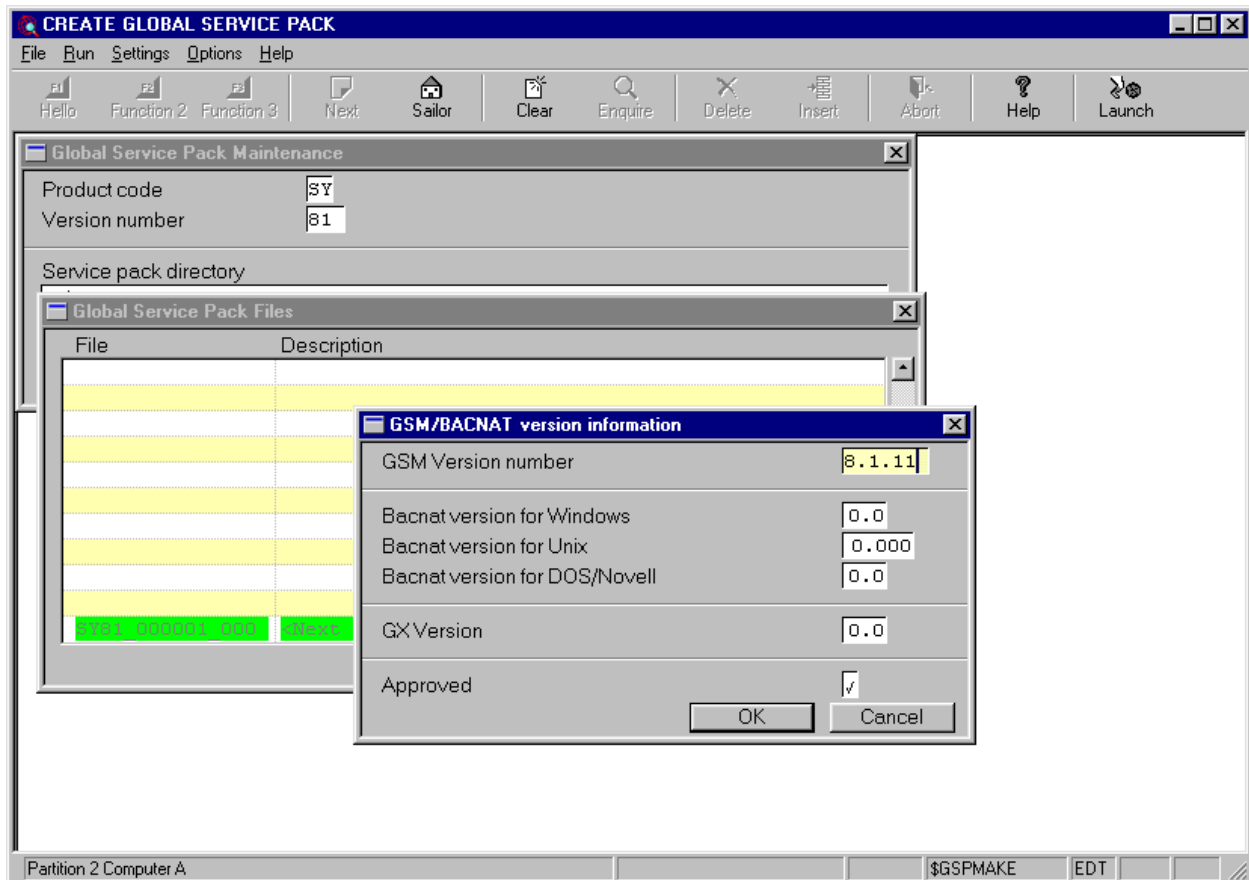 CREATE GLOBAL SERVICE PACK
File Run Settings Options Help
F1 F2 F3
Hello Function 2 Function 3 Next Sailor Clear Enquire Delete Insert Abort Help Launch
Global Service Pack Maintenance
Product code SY
Version number 81
Service pack directory
Global Service Pack Files
File Description
SY81_000001_000 <Next
GSM/BACNAT version information
GSM Version number 8.1.11
Bacnat version for Windows 0.0
Bacnat version for Unix 0.000
Bacnat version for DOS/Novell 0.0
GX Version 0.0
Approved √
OK Cancel
Partition 2 Computer A $GSPMAKE EDT